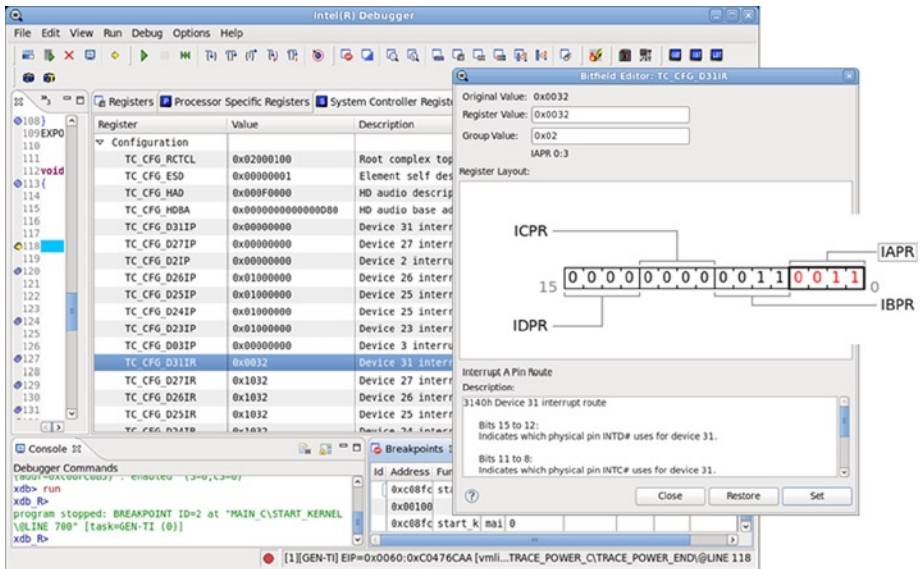 Intel(R) Debugger
File Edit View Run Debug Options Help
Registers Processor Specific Registers System Controller Registe
108}
109EXPO
110
111
112void
113{
114
115
116
117
118
119
120
121
122
123
124
125
126
127
128
129
130
131
Register Value Description
Configuration
TC_CFG_RCTCL 0x02000100 Root complex top
TC_CFG_ESD 0x00000001 Element self des
TC_CFG_HAD 0x000F0000 HD audio descrip
TC_CFG_HDBA 0x0000000000000D80 HD audio base ad
TC_CFG_D31IP 0x00000000 Device 31 interr
TC_CFG_D27IP 0x00000000 Device 27 interr
TC_CFG_D2IP 0x00000000 Device 2 interru
TC_CFG_D26IP 0x01000000 Device 26 interr
TC_CFG_D25IP 0x01000000 Device 25 interr
TC_CFG_D24IP 0x01000000 Device 25 interr
TC_CFG_D23IP 0x01000000 Device 23 interr
TC_CFG_D03IP 0x00000000 Device 3 interru
TC_CFG_D31IR 0x0032 Device 31 interr
TC_CFG_D27IR 0x1032 Device 27 interr
TC_CFG_D26IR 0x1032 Device 26 interr
TC_CFG_D25IR 0x1032 Device 25 interr
TC_CFG_D24IR 0x1032 Device 24 interr
Bitfield Editor: TC_CFG_D31IR
Original Value: 0x0032
Register Value: 0x0032
Group Value: 0x02
IAPR 0:3
Register Layout:
ICPR
IAPR
15 0 0 0 0 0 0 0 0 0 0 1 1 0 0 1 1 0
IBPR
IDPR
Interrupt A Pin Route
Description:
3140h Device 31 interrupt route
Bits 15 to 12:
Indicates which physical pin INTD# uses for device 31.
Bits 11 to 8:
Indicates which physical pin INTC# uses for device 31.
Close Restore Set
Console
Debugger Commands
xdb> run
xdb_R>
program stopped: BREAKPOINT ID=2 at "MAIN_C\START_KERNEL
\@LINE 700" [task=GEN-TI (0)]
xdb_R>
Breakpoints
Id Address Fun
0xc08fc sta
0x00100
0xc08fc start_k mai 0
[1][GEN-TI] EIP=0x0060:0xC0476CAA [vmli...TRACE_POWER_C\TRACE_POWER_END\@LINE 118